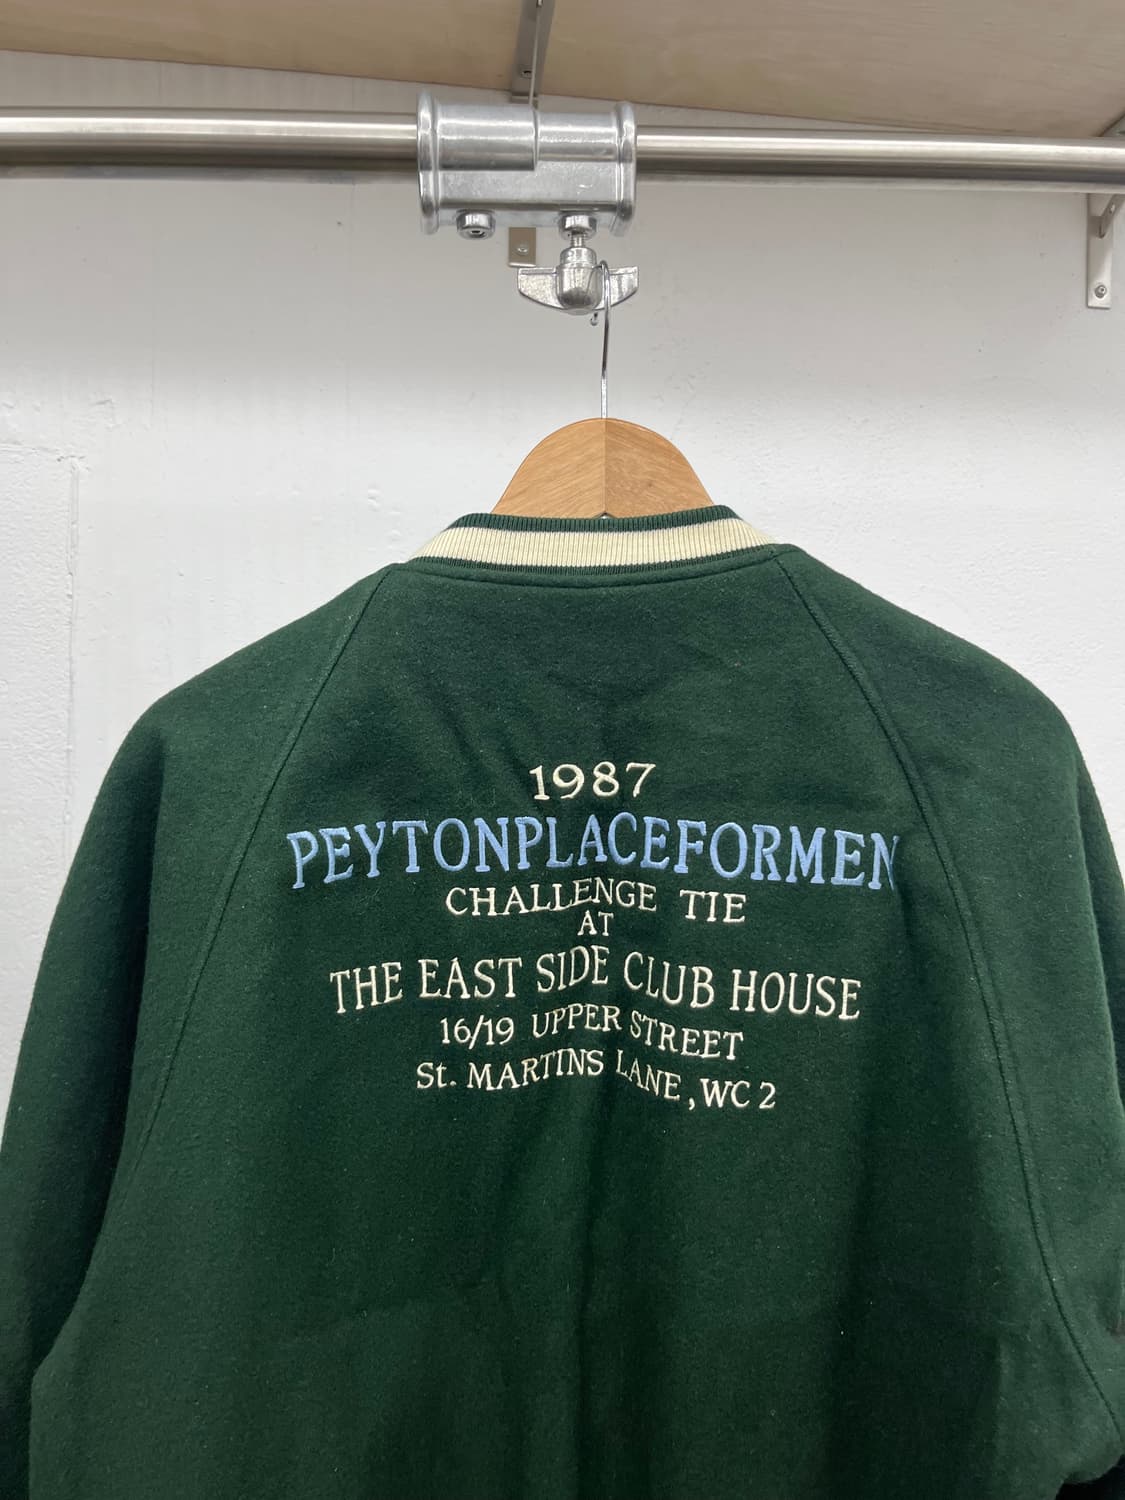 1987
PEYTONPLACEFORMEN
CHALLENGE TIE
AT
THE EAST SIDE CLUB HOUSE
16/19 UPPER STREET
St. MARTINS LANE, WC 2